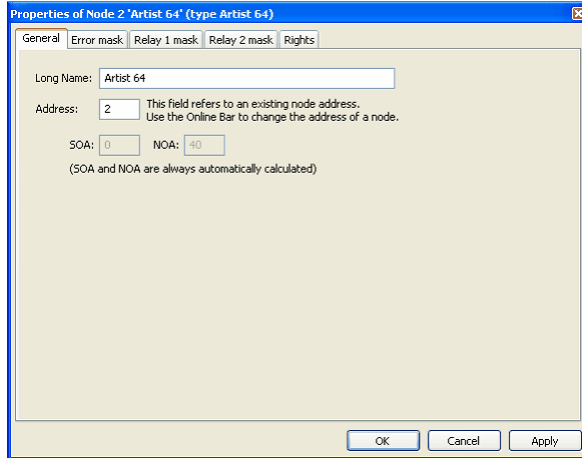 Properties of Node 2 'Artist 64' (type Artist 64)
General Error mask Relay 1 mask Relay 2 mask Rights
Long Name: Artist 64
Address: 2 This field refers to an existing node address.
Use the Online Bar to change the address of a node.
SOA: 0 NOA: 40
(SOA and NOA are always automatically calculated)
OK Cancel Apply